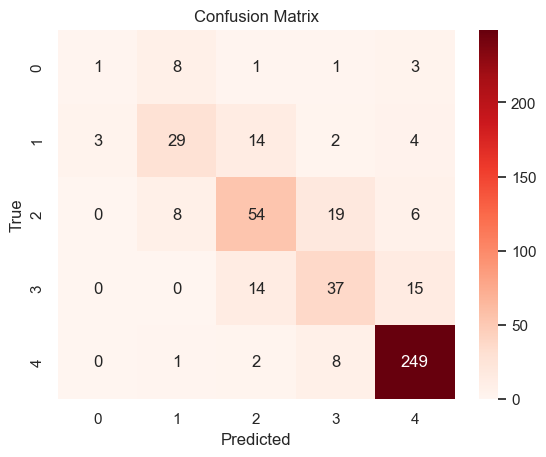 Confusion Matrix
0 1 8 1 1 3
1 3 29 14 2 4
2 0 8 54 19 6
3 0 0 14 37 15
4 0 1 2 8 249
0 1 2 3 4
True
Predicted
200
150
100
50
0